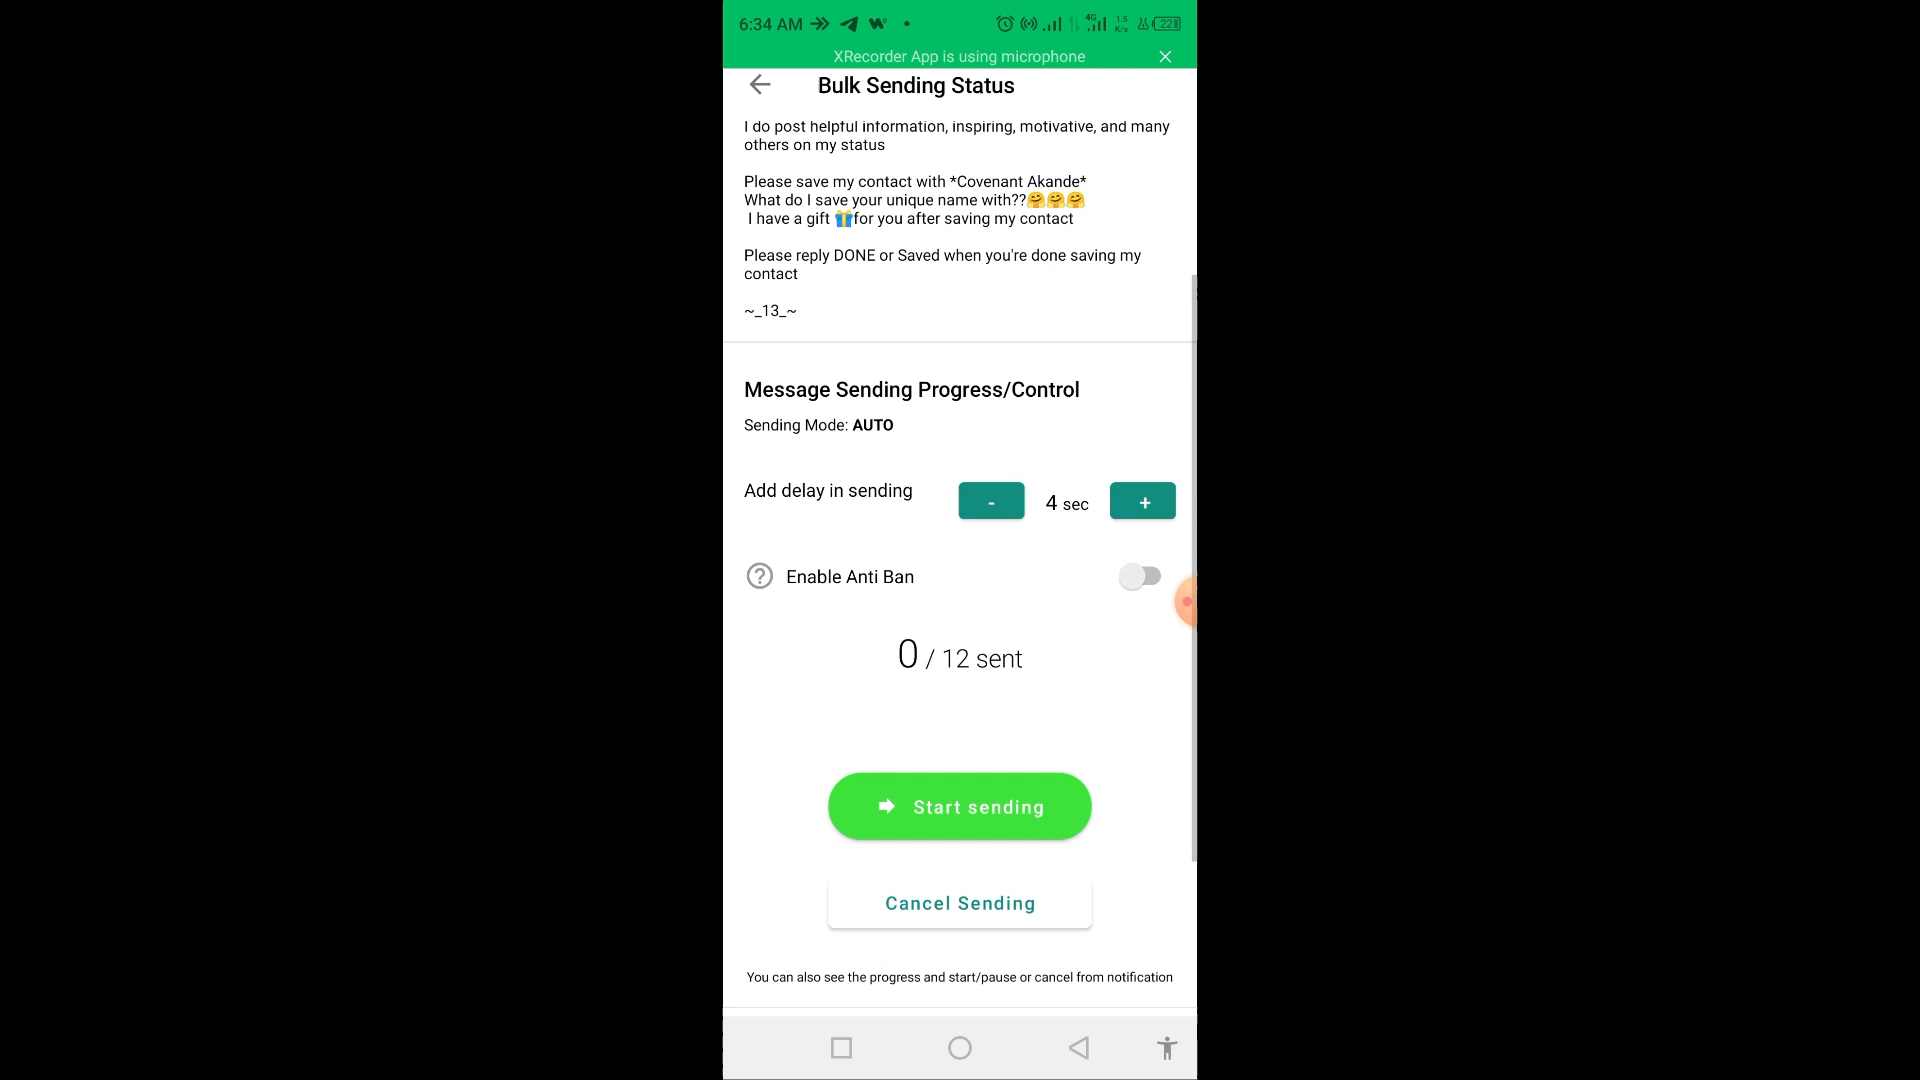 6:34 AM
4G
1.5
K/s
22
XRecorder App is using microphone
Bulk Sending Status
I do post helpful information, inspiring, motivative, and many
others on my status
Please save my contact with *Covenant Akande*
What do I save your unique name with??🤗🤗🤗
I have a gift 🎁for you after saving my contact
Please reply DONE or Saved when you're done saving my
contact
~_13_~
Message Sending Progress/Control
Sending Mode: AUTO
Add delay in sending
- 4 sec +
? Enable Anti Ban
0 / 12 sent
Start sending
Cancel Sending
You can also see the progress and start/pause or cancel from notification